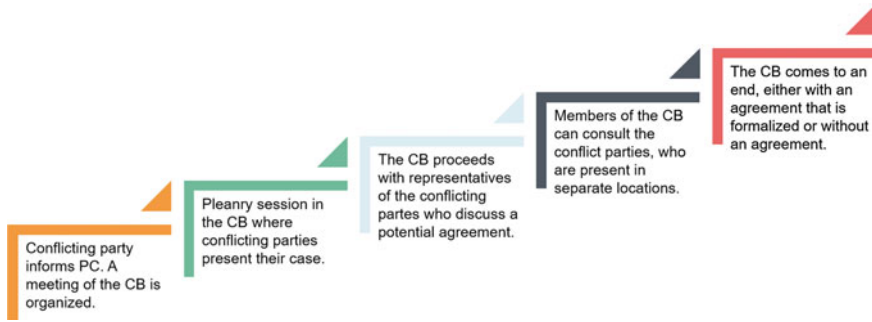 Conflicting party
informs PC. A
meeting of the CB is
organized.
Pleanry session in
the CB where
conflicting parties
present their case.
The CB proceeds
with representatives
of the conflicting
partes who discuss a
potential agreement.
Members of the CB
can consult the
conflict parties, who
are present in
separate locations.
The CB comes to an
end, either with an
agreement that is
formalized or without
an agreement.